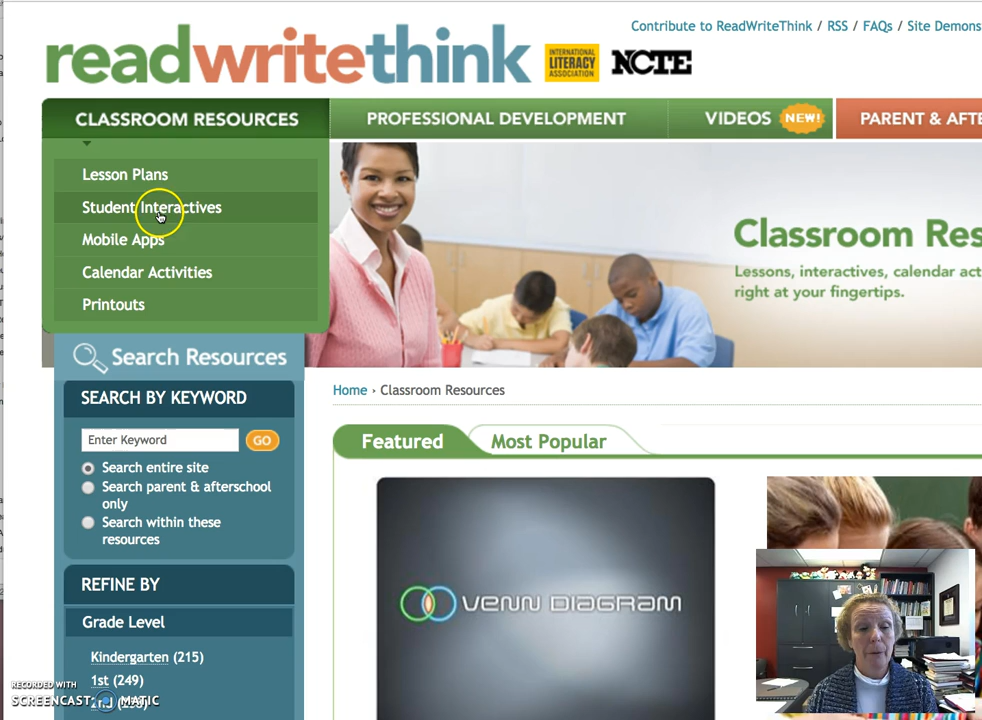 Contribute to ReadWriteThink / RSS / FAQs / Site Demons
readwritethink
INTERNATIONAL
LITERACY
ASSOCIATION
NCTE
CLASSROOM RESOURCES
PROFESSIONAL DEVELOPMENT
VIDEOS NEW!
PARENT & AFTE
Lesson Plans
Student Interactives
Mobile Apps
Calendar Activities
Printouts
Classroom Res
Lessons, interactives, calendar act
right at your fingertips.
Search Resources
SEARCH BY KEYWORD
Enter Keyword GO
Search entire site
Search parent & afterschool
only
Search within these
resources
REFINE BY
Grade Level
Kindergarten (215)
1st (249)
Home › Classroom Resources
Featured
Most Popular
VENN DIAGRAM
RECORDED WITH
SCREENCAST MATIC